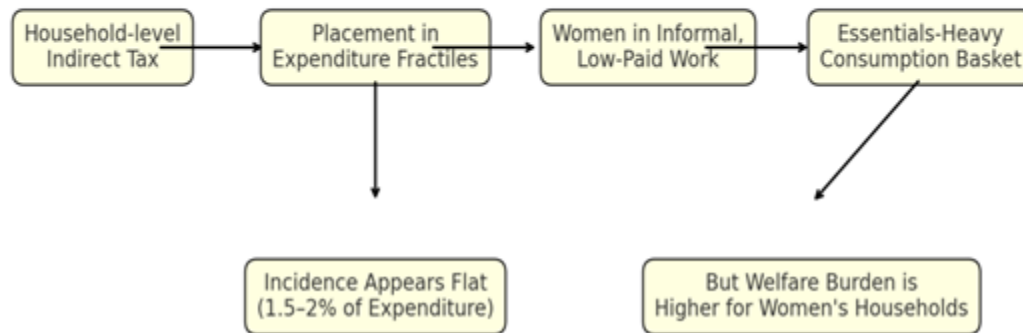 Household-level
Indirect Tax
Placement in
Expenditure Fractiles
Women in Informal,
Low-Paid Work
Essentials-Heavy
Consumption Basket
Incidence Appears Flat
(1.5–2% of Expenditure)
But Welfare Burden is
Higher for Women's Households